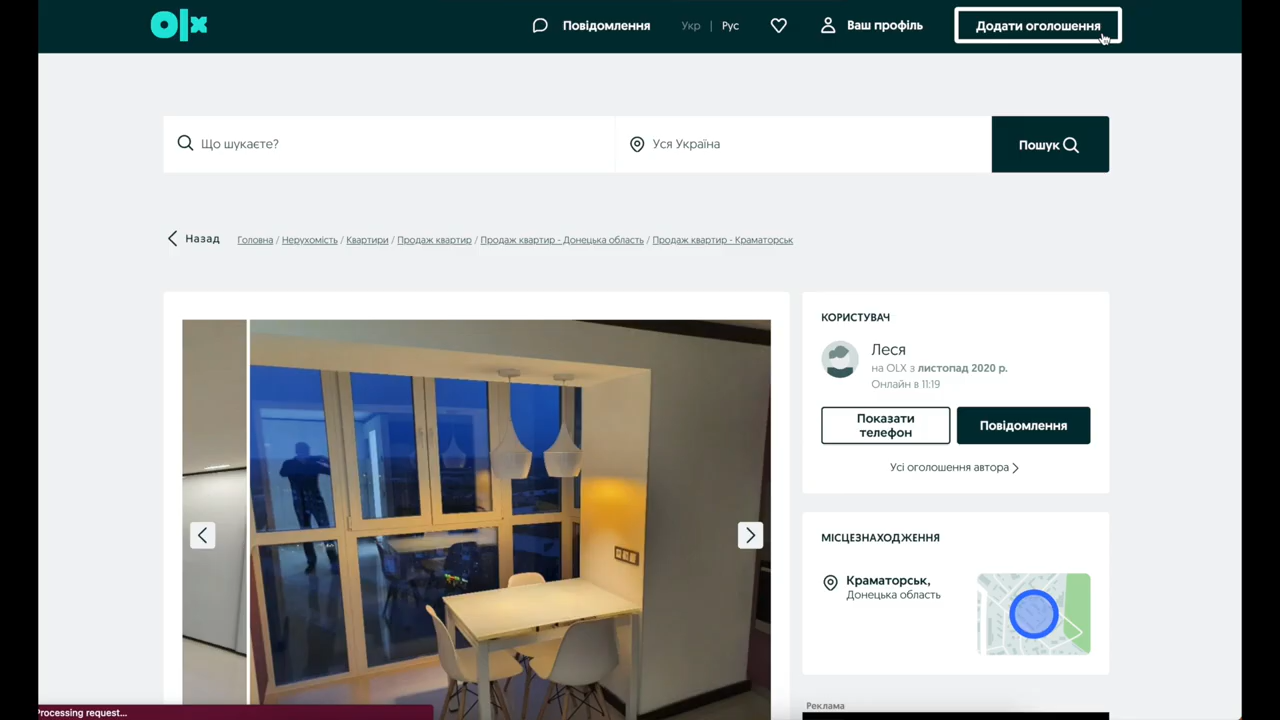 olx
Повідомлення
Укр | Рус
Ваш профіль
Додати оголошення
Що шукаєте?
Уся Україна
Пошук
Назад
Головна / Нерухомість / Квартири / Продаж квартир / Продаж квартир - Донецька область / Продаж квартир - Краматорськ
КОРИСТУВАЧ
Леся
на OLX з листопад 2020 р.
Онлайн в 11:19
Показати
телефон
Повідомлення
Усі оголошення автора
МІСЦЕЗНАХОДЖЕННЯ
Краматорськ,
Донецька область
Реклама
Processing request...